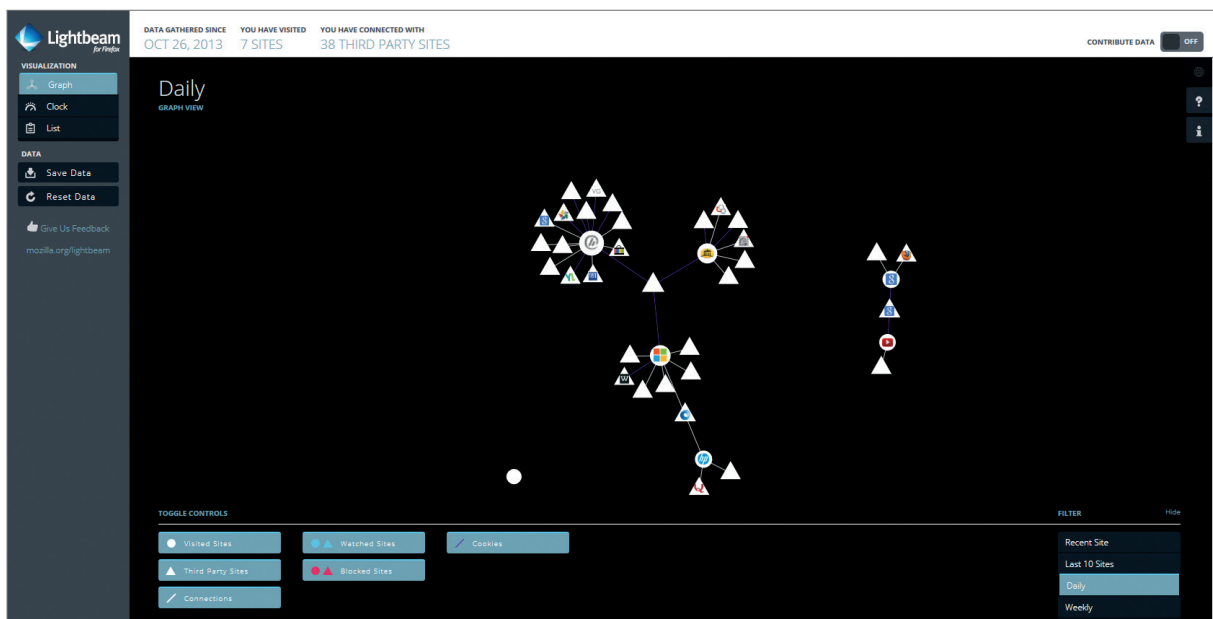 Lightbeam
for Firefox
DATA GATHERED SINCE YOU HAVE VISITED YOU HAVE CONNECTED WITH
OCT 26, 2013 7 SITES 38 THIRD PARTY SITES
CONTRIBUTE DATA OFF
VISUALIZATION
Graph
Clock
List
DATA
Save Data
Reset Data
Give Us Feedback
mozilla.org/lightbeam
Daily
GRAPH VIEW
?
i
VG
W
hp
Q
TOGGLE CONTROLS
Visited Sites Watched Sites Cookies
Third Party Sites Blocked Sites
Connections
FILTER Hide
Recent Site
Last 10 Sites
Daily
Weekly